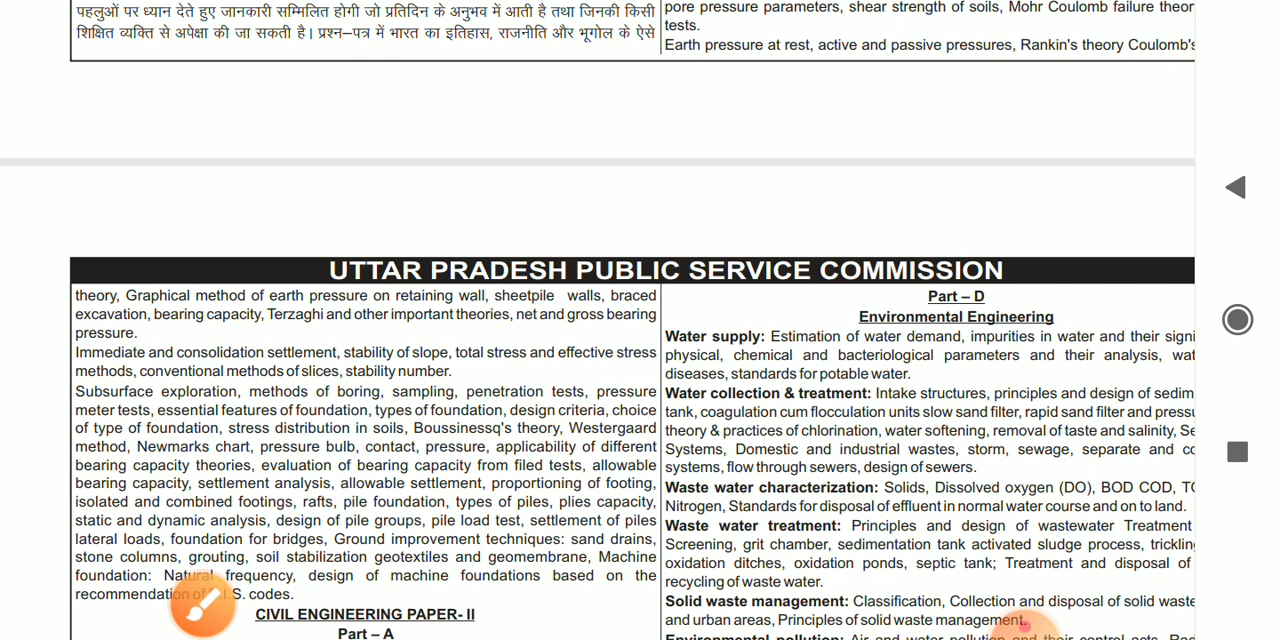 पहलुओं पर ध्यान देते हुए जानकारी सम्मिलित होगी जो प्रतिदिन के अनुभव में आती है तथा जिनकी किसी
शिक्षित व्यक्ति से अपेक्षा की जा सकती है। प्रश्न–पत्र में भारत का इतिहास, राजनीति और भूगोल के ऐसे
pore pressure parameters, shear strength of soils, Mohr Coulomb failure
tests.
Earth pressure at rest, active and passive pressures, Rankin's theory Coulomb's
UTTAR PRADESH PUBLIC SERVICE COMMISSION
theory, Graphical method of earth pressure on retaining wall, sheetpile walls, braced
excavation, bearing capacity, Terzaghi and other important theories, net and gross bearing
pressure.
Immediate and consolidation settlement, stability of slope, total stress and effective stress
methods, conventional methods of slices, stability number.
Subsurface exploration, methods of boring, sampling, penetration tests, pressure
meter tests, essential features of foundation, types of foundation, design criteria, choice
of type of foundation, stress distribution in soils, Boussinessq's theory, Westergaard
method, Newmarks chart, pressure bulb, contact, pressure, applicability of different
bearing capacity theories, evaluation of bearing capacity from filed tests, allowable
bearing capacity, settlement analysis, allowable settlement, proportioning of footing,
isolated and combined footings, rafts, pile foundation, types of piles, plies capacity,
static and dynamic analysis, design of pile groups, pile load test, settlement of piles
lateral loads, foundation for bridges, Ground improvement techniques: sand drains,
stone columns, grouting, soil stabilization geotextiles and geomembrane, Machine
foundation: Natural frequency, design of machine foundations based on the
recommendation of I.S. codes.
CIVIL ENGINEERING PAPER- II
Part – A
Part – D
Environmental Engineering
Water supply: Estimation of water demand, impurities in water and their
physical, chemical and bacteriological parameters and their analysis,
diseases, standards for potable water.
Water collection & treatment: Intake structures, principles and design of
tank, coagulation cum flocculation units slow sand filter, rapid sand filter and
theory & practices of chlorination, water softening, removal of taste and salinity,
Systems, Domestic and industrial wastes, storm, sewage, separate and
systems, flow through sewers, design of sewers.
Waste water characterization: Solids, Dissolved oxygen (DO), BOD COD,
Nitrogen, Standards for disposal of effluent in normal water course and on to land.
Waste water treatment: Principles and design of wastewater Treatment
Screening, grit chamber, sedimentation tank activated sludge process,
oxidation ditches, oxidation ponds, septic tank; Treatment and disposal of
recycling of waste water.
Solid waste management: Classification, Collection and disposal of solid
and urban areas, Principles of solid waste management.
Environmental pollution: Air and water pollution and their control acts,